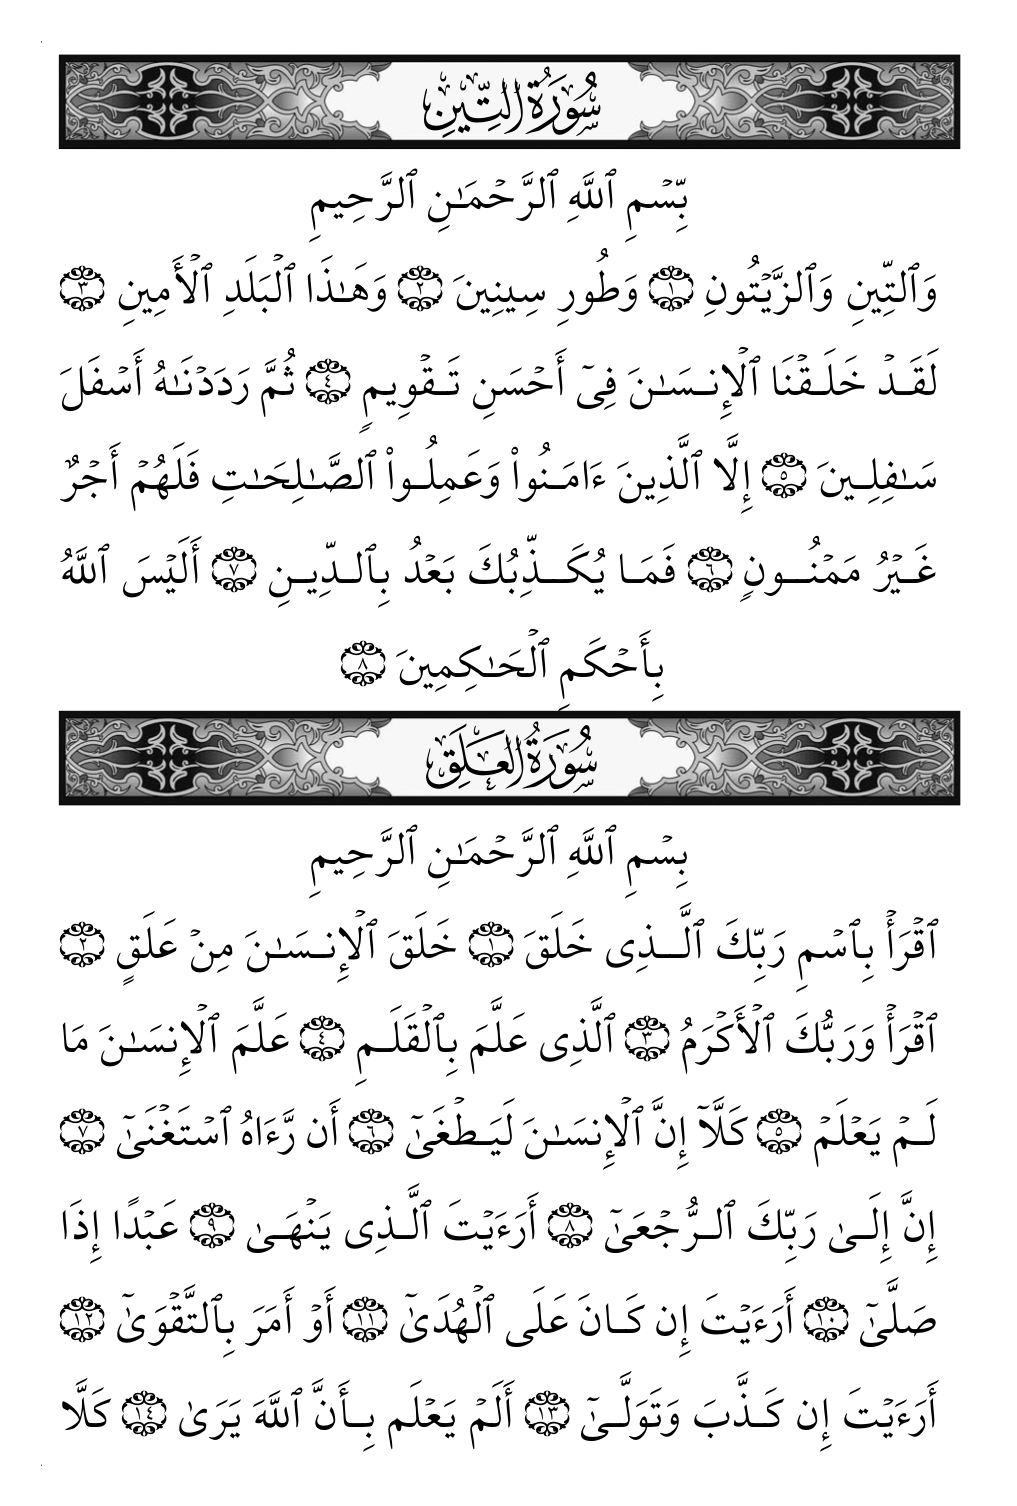 سُورَةُ التِّينِ
بِّسْمِ ٱللَّهِ ٱلرَّحْمَـٰنِ ٱلرَّحِيمِ
وَٱلتِّينِ وَٱلزَّيْتُونِ ۝١ وَطُورِ سِينِينَ ۝٢ وَهَـٰذَا ٱلْبَلَدِ ٱلْأَمِينِ ۝٣
لَقَدْ خَلَقْنَا ٱلْإِنسَـٰنَ فِىٓ أَحْسَنِ تَقْوِيمٍ ۝٤ ثُمَّ رَدَدْنَـٰهُ أَسْفَلَ
سَـٰفِلِينَ ۝٥ إِلَّا ٱلَّذِينَ ءَامَنُوا۟ وَعَمِلُوا۟ ٱلصَّـٰلِحَـٰتِ فَلَهُمْ أَجْرٌ
غَيْرُ مَمْنُونٍ ۝٦ فَمَا يُكَذِّبُكَ بَعْدُ بِٱلدِّينِ ۝٧ أَلَيْسَ ٱللَّهُ
بِأَحْكَمِ ٱلْحَـٰكِمِينَ ۝٨
سُورَةُ العَلَقِ
بِسْمِ ٱللَّهِ ٱلرَّحْمَـٰنِ ٱلرَّحِيمِ
ٱقْرَأْ بِٱسْمِ رَبِّكَ ٱلَّذِى خَلَقَ ۝١ خَلَقَ ٱلْإِنسَـٰنَ مِنْ عَلَقٍ ۝٢
ٱقْرَأْ وَرَبُّكَ ٱلْأَكْرَمُ ۝٣ ٱلَّذِى عَلَّمَ بِٱلْقَلَمِ ۝٤ عَلَّمَ ٱلْإِنسَـٰنَ مَا
لَمْ يَعْلَمْ ۝٥ كَلَّآ إِنَّ ٱلْإِنسَـٰنَ لَيَطْغَىٰٓ ۝٦ أَن رَّءَاهُ ٱسْتَغْنَىٰٓ ۝٧
إِنَّ إِلَىٰ رَبِّكَ ٱلرُّجْعَىٰٓ ۝٨ أَرَءَيْتَ ٱلَّذِى يَنْهَىٰ ۝٩ عَبْدًا إِذَا
صَلَّىٰٓ ۝١٠ أَرَءَيْتَ إِن كَانَ عَلَى ٱلْهُدَىٰٓ ۝١١ أَوْ أَمَرَ بِٱلتَّقْوَىٰٓ ۝١٢
أَرَءَيْتَ إِن كَذَّبَ وَتَوَلَّىٰٓ ۝١٣ أَلَمْ يَعْلَم بِأَنَّ ٱللَّهَ يَرَىٰ ۝١٤ كَلَّا